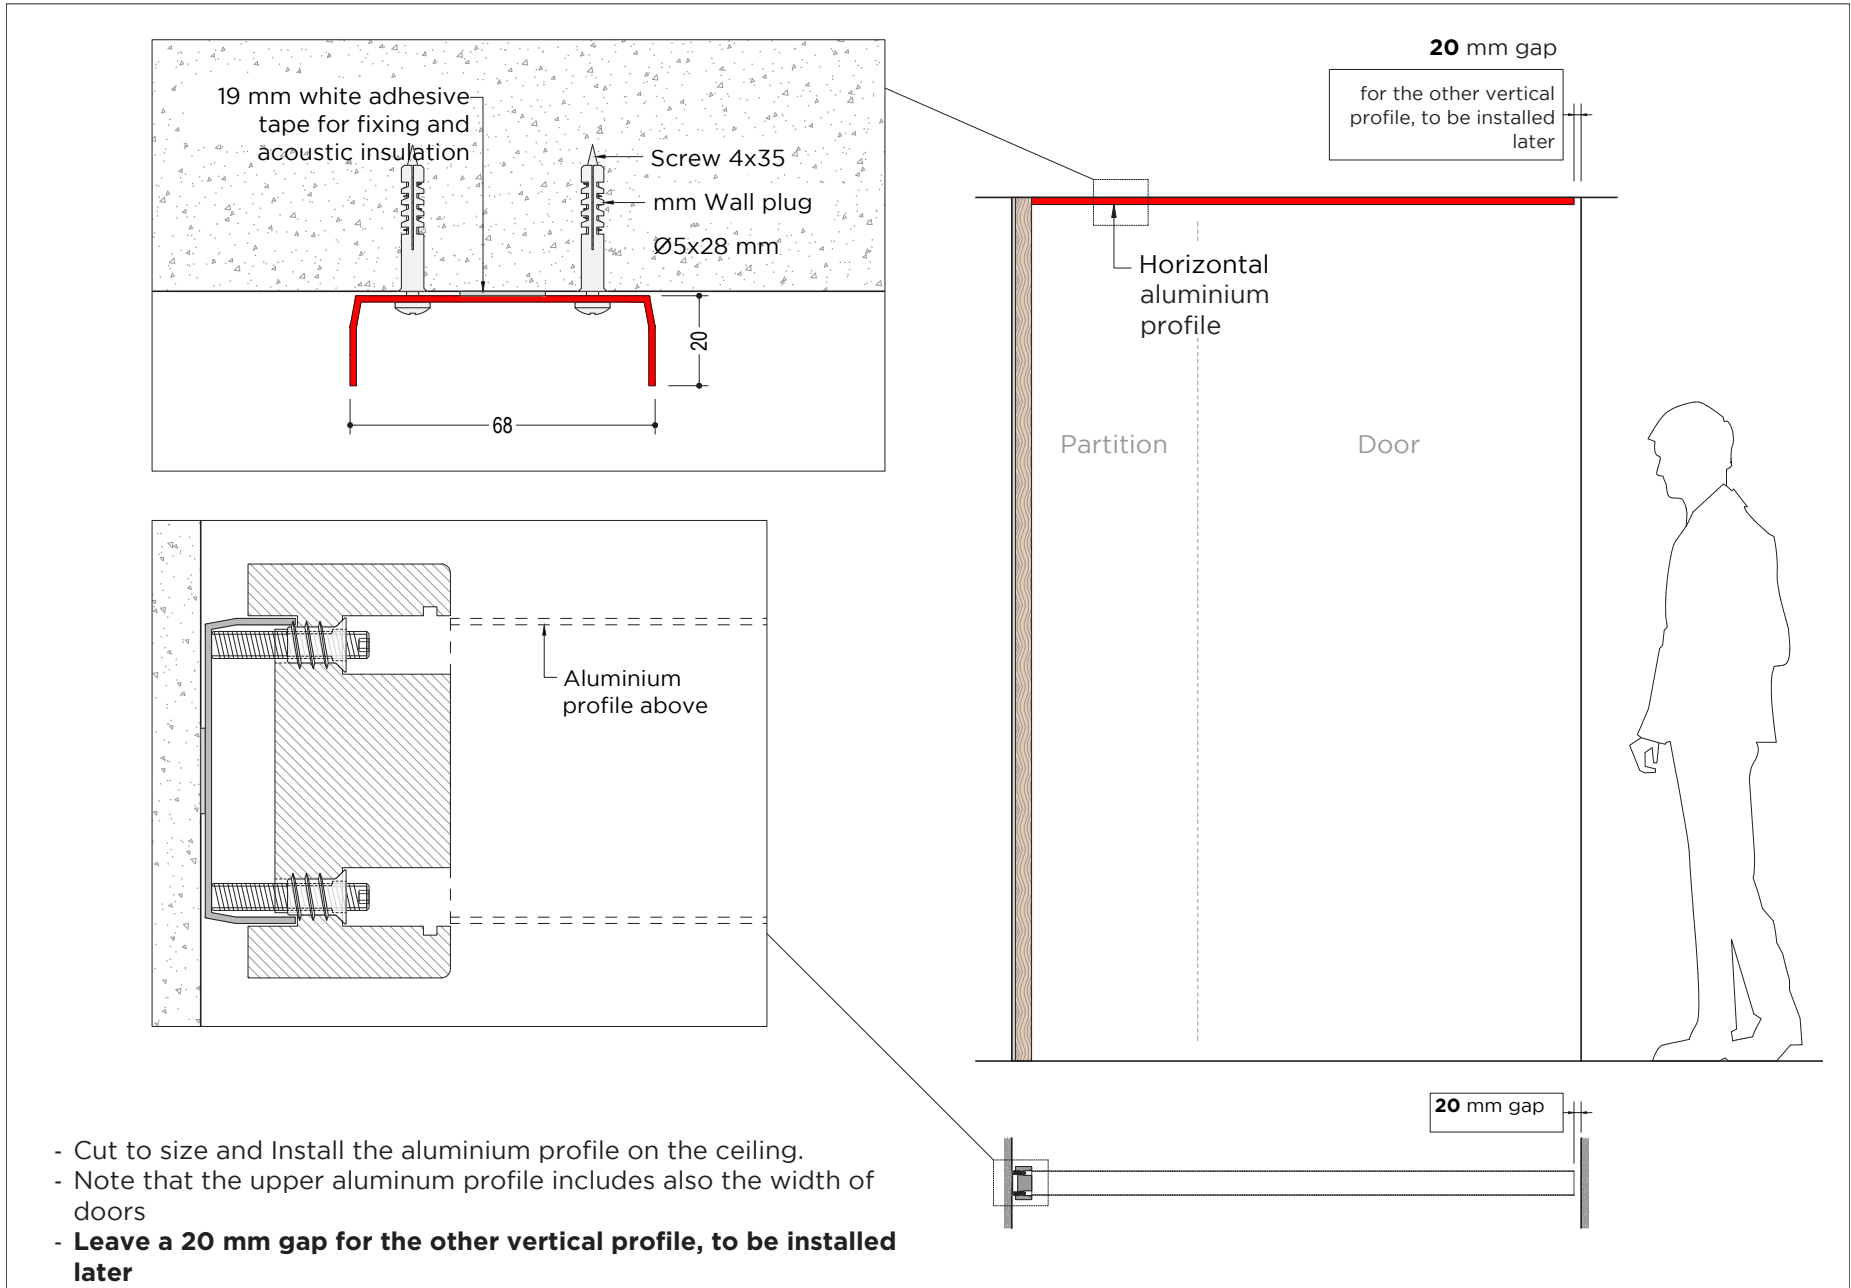 19 mm white adhesive
tape for fixing and
acoustic insulation
Screw 4x35
mm Wall plug
Ø5x28 mm
20
68
20 mm gap
for the other vertical
profile, to be installed
later
Horizontal
aluminium
profile
Partition
Door
Aluminium
profile above
20 mm gap
- Cut to size and Install the aluminium profile on the ceiling.
- Note that the upper aluminum profile includes also the width of
doors
- Leave a 20 mm gap for the other vertical profile, to be installed
later